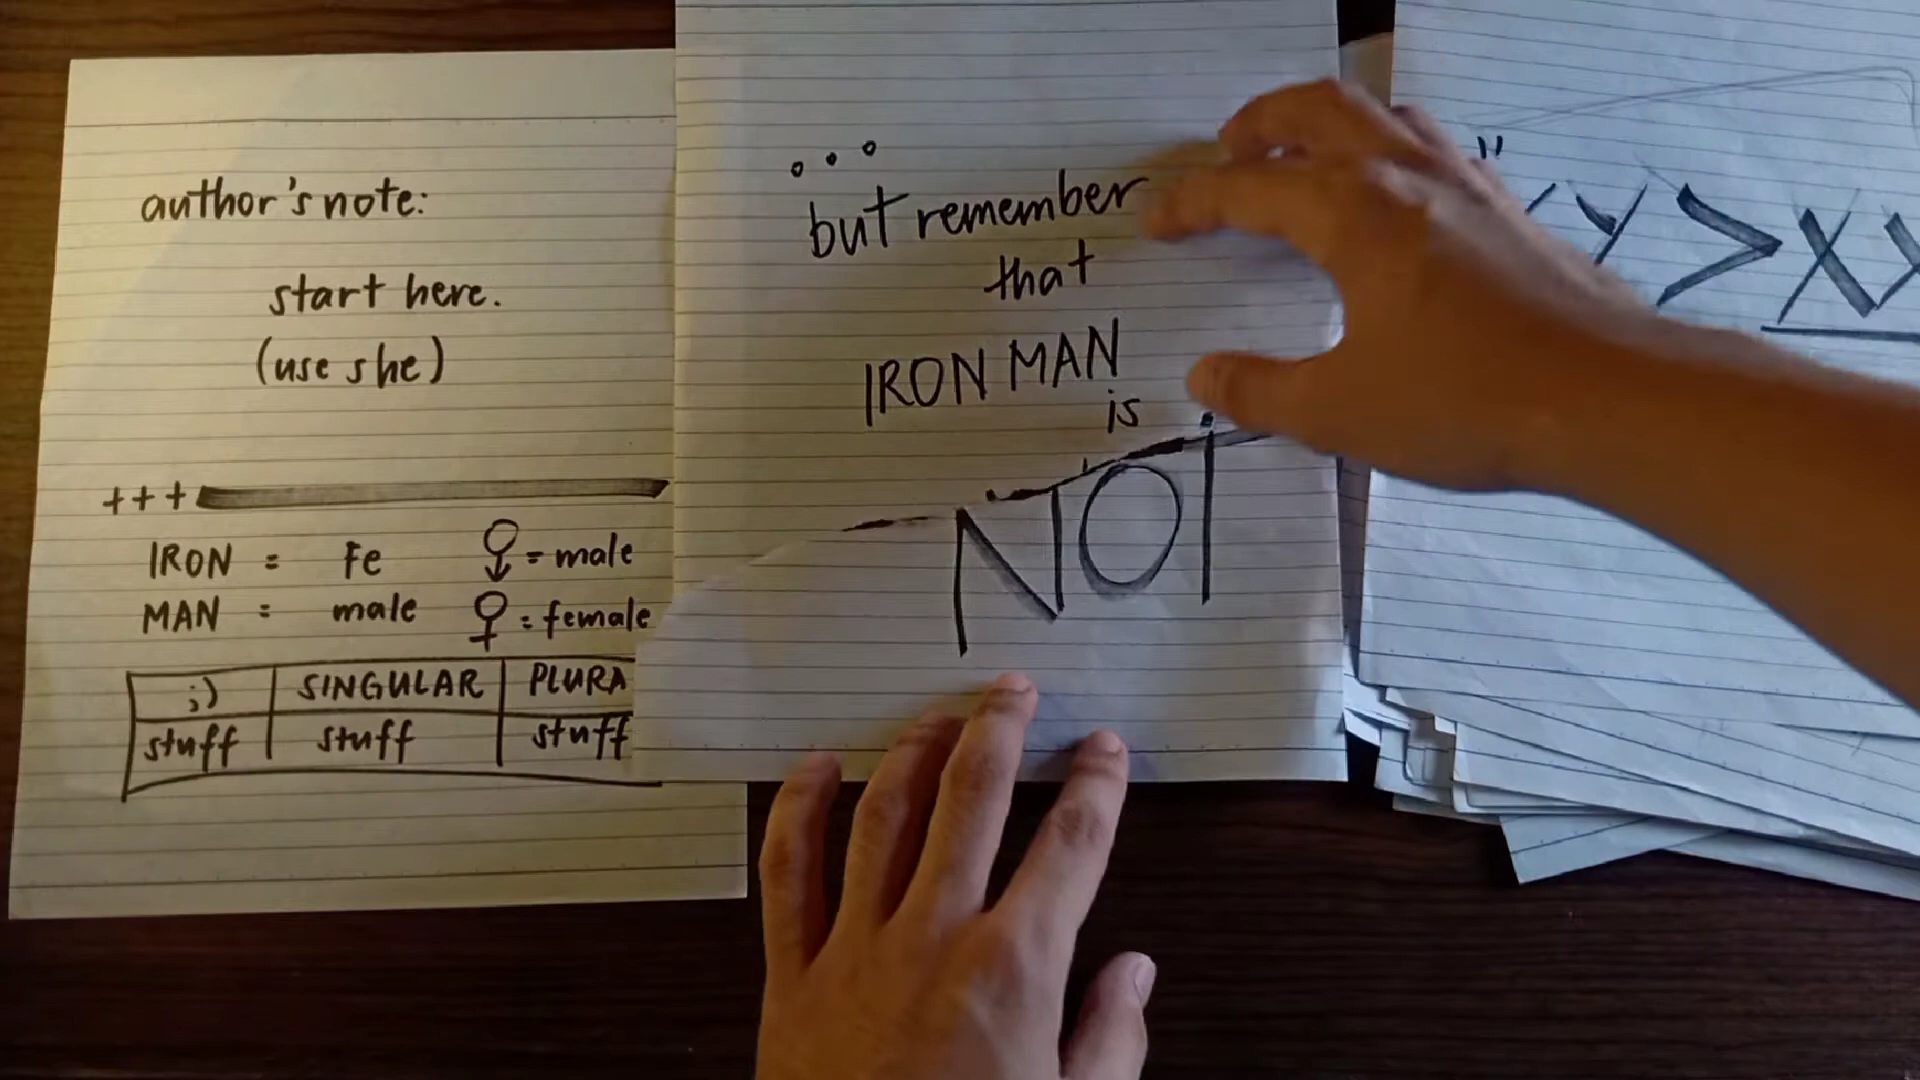 author's note:
start here.
(use she)
+++
IRON = Fe ♀ = male
MAN = male ♀ = female
;) SINGULAR PLURA
stuff stuff stuff
...
but remember
that
IRON MAN
is
NOT
"
Y > XY